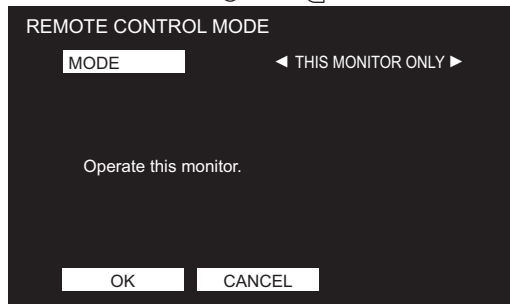 REMOTE CONTROL MODE
MODE ◄ THIS MONITOR ONLY ►
Operate this monitor.
OK CANCEL